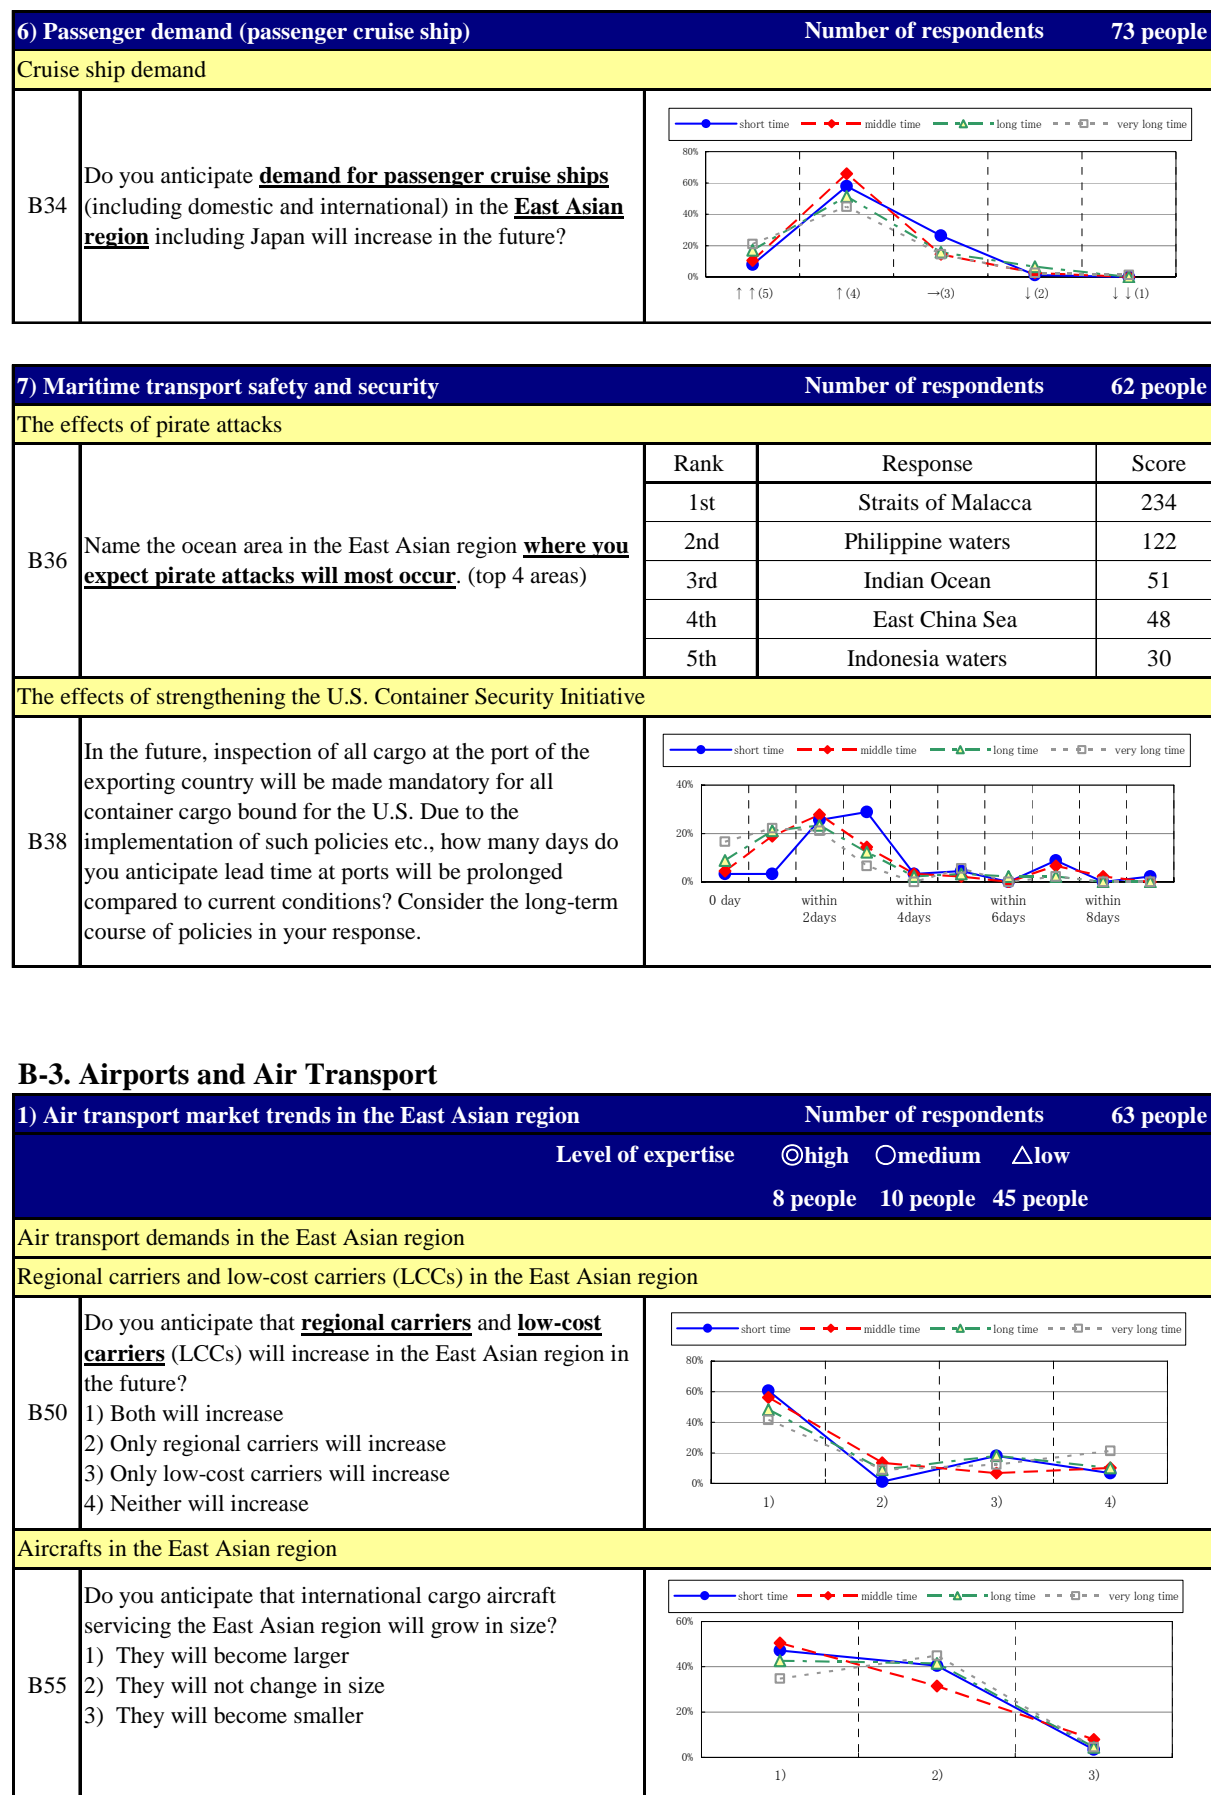 6) Passenger demand (passenger cruise ship) Number of respondents 73 people
Cruise ship demand
B34
Do you anticipate demand for passenger cruise ships
(including domestic and international) in the East Asian
region including Japan will increase in the future?
short time middle time long time very long time
80%
60%
40%
20%
0%
↑↑(5) ↑(4) →(3) ↓(2) ↓↓(1)
7) Maritime transport safety and security Number of respondents 62 people
The effects of pirate attacks
B36
Name the ocean area in the East Asian region where you
expect pirate attacks will most occur. (top 4 areas)
Rank Response Score
1st Straits of Malacca 234
2nd Philippine waters 122
3rd Indian Ocean 51
4th East China Sea 48
5th Indonesia waters 30
The effects of strengthening the U.S. Container Security Initiative
B38
In the future, inspection of all cargo at the port of the
exporting country will be made mandatory for all
container cargo bound for the U.S. Due to the
implementation of such policies etc., how many days do
you anticipate lead time at ports will be prolonged
compared to current conditions? Consider the long-term
course of policies in your response.
short time middle time long time very long time
40%
20%
0%
0 day within within within within
2days 4days 6days 8days
B-3. Airports and Air Transport
1) Air transport market trends in the East Asian region Number of respondents 63 people
Level of expertise ◎high ○medium △low
8 people 10 people 45 people
Air transport demands in the East Asian region
Regional carriers and low-cost carriers (LCCs) in the East Asian region
B50
Do you anticipate that regional carriers and low-cost
carriers (LCCs) will increase in the East Asian region in
the future?
1) Both will increase
2) Only regional carriers will increase
3) Only low-cost carriers will increase
4) Neither will increase
short time middle time long time very long time
80%
60%
40%
20%
0%
1) 2) 3) 4)
Aircrafts in the East Asian region
B55
Do you anticipate that international cargo aircraft
servicing the East Asian region will grow in size?
1) They will become larger
2) They will not change in size
3) They will become smaller
short time middle time long time very long time
60%
40%
20%
0%
1) 2) 3)